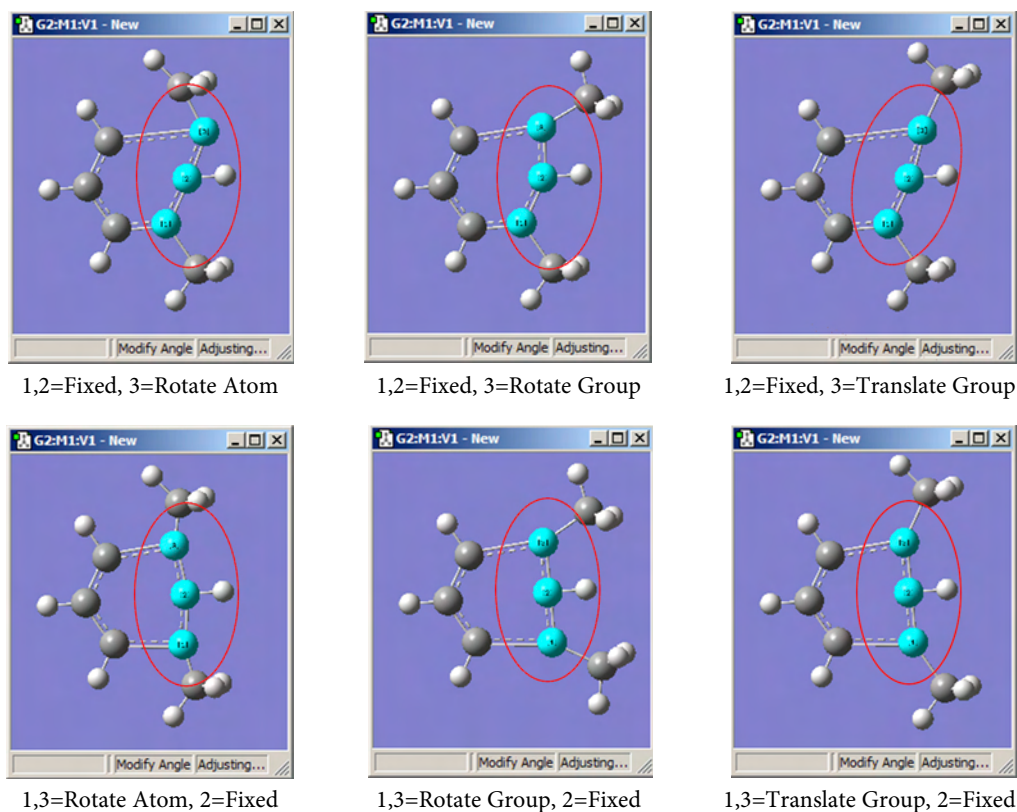 G2:M1:V1 - New
G2:M1:V1 - New
G2:M1:V1 - New
Modify Angle Adjusting...
Modify Angle Adjusting...
Modify Angle Adjusting...
1,2=Fixed, 3=Rotate Atom
1,2=Fixed, 3=Rotate Group
1,2=Fixed, 3=Translate Group
G2:M1:V1 - New
G2:M1:V1 - New
G2:M1:V1 - New
Modify Angle Adjusting...
Modify Angle Adjusting...
Modify Angle Adjusting...
1,3=Rotate Atom, 2=Fixed
1,3=Rotate Group, 2=Fixed
1,3=Translate Group, 2=Fixed